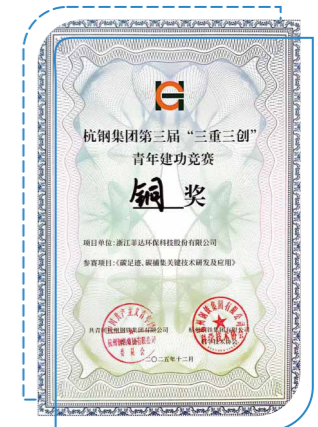 杭钢集团第三届“三重三创”
青年建功竞赛
铜奖
项目单位:浙江菲达环保科技股份有限公司
参赛项目:《碳足迹、碳捕集关键技术研发及应用》
二〇二五年十二月